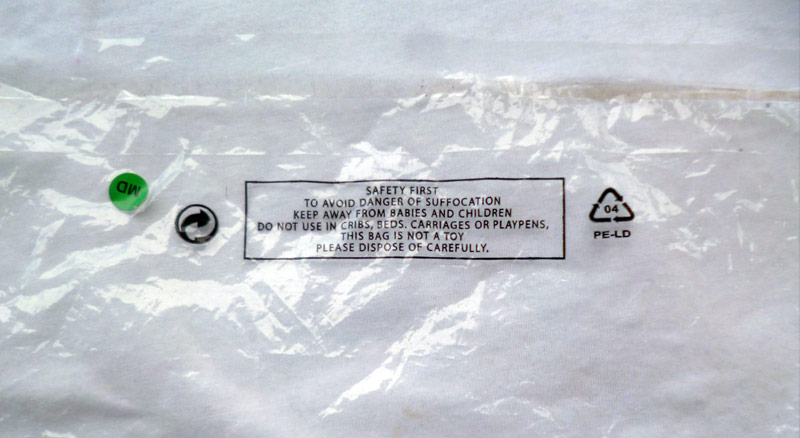 MD
SAFETY FIRST
TO AVOID DANGER OF SUFFOCATION
KEEP AWAY FROM BABIES AND CHILDREN
DO NOT USE IN CRIBS, BEDS. CARRIAGES OR PLAYPENS,
THIS BAG IS NOT A TOY
PLEASE DISPOSE OF CAREFULLY.
04
PE-LD